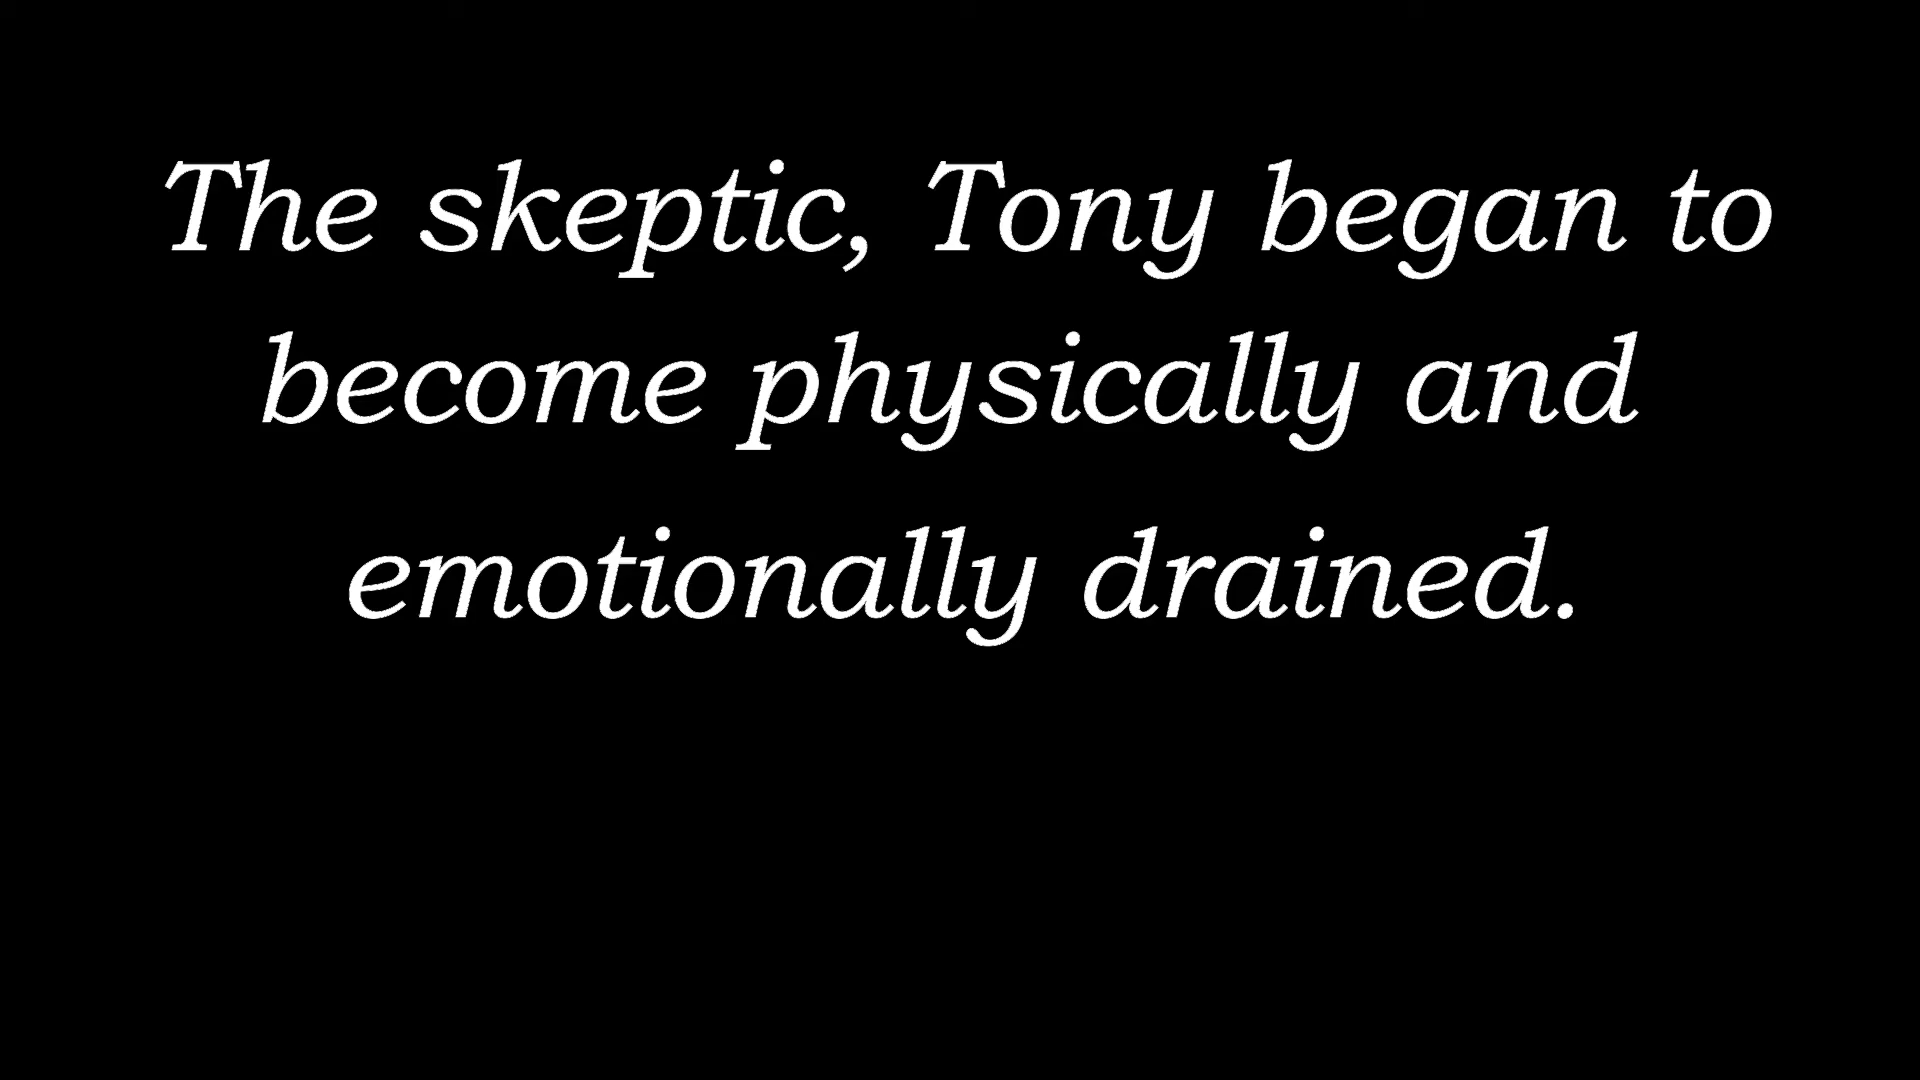 The skeptic, Tony began to
become physically and
emotionally drained.